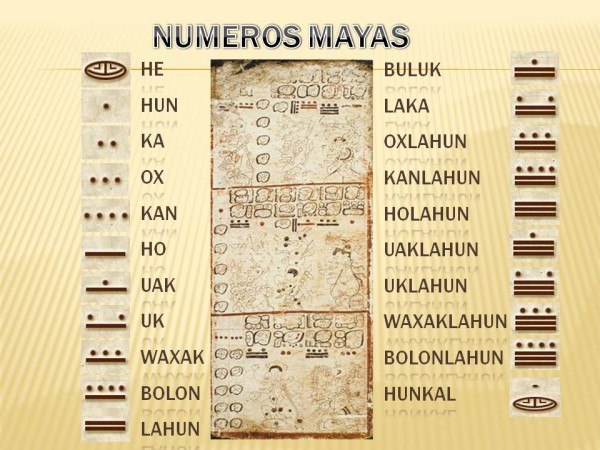 NUMEROS MAYAS
HE
HUN
KA
OX
KAN
HO
UAK
UK
WAXAK
BOLON
LAHUN
BULUK
LAKA
OXLAHUN
KANLAHUN
HOLAHUN
UAKLAHUN
UKLAHUN
WAXAKLAHUN
BOLONLAHUN
HUNKAL